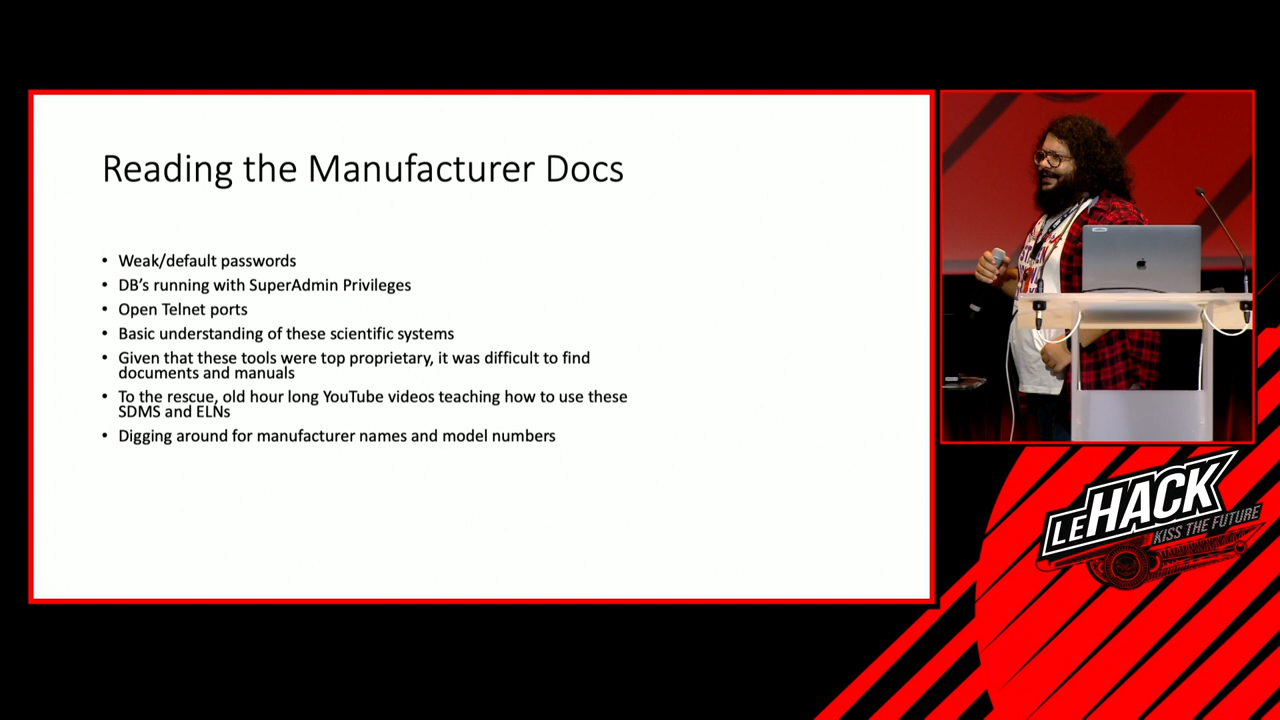 Reading the Manufacturer Docs
• Weak/default passwords
• DB's running with SuperAdmin Privileges
• Open Telnet ports
• Basic understanding of these scientific systems
• Given that these tools were top proprietary, it was difficult to find
documents and manuals
• To the rescue, old hour long YouTube videos teaching how to use these
SDMS and ELNs
• Digging around for manufacturer names and model numbers
LEHACK
KISS THE FUTURE